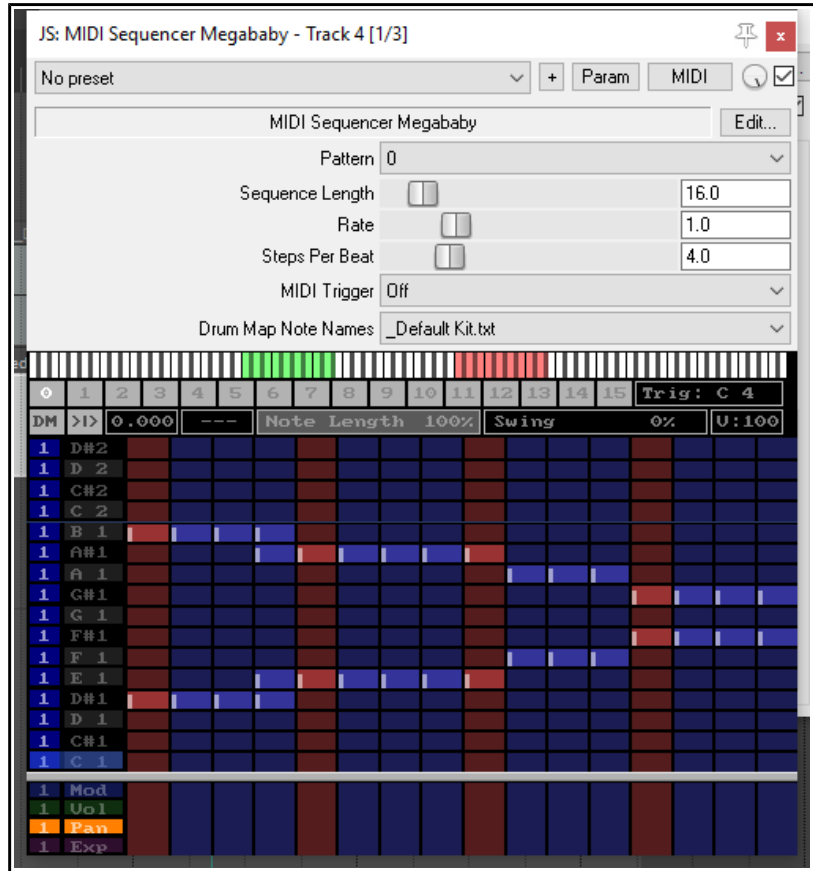 JS: MIDI Sequencer Megababy - Track 4 [1/3]
x
No preset + Param MIDI
MIDI Sequencer Megababy Edit...
Pattern 0
Sequence Length 16.0
Rate 1.0
Steps Per Beat 4.0
MIDI Trigger Off
Drum Map Note Names _Default Kit.txt
0 1 2 3 4 5 6 7 8 9 10 11 12 13 14 15 Trig: C 4
DM >I> 0.000 --- Note Length 100% Swing 0% V:100
1 D#2
1 D 2
1 C#2
1 C 2
1 B 1
1 A#1
1 A 1
1 G#1
1 G 1
1 F#1
1 F 1
1 E 1
1 D#1
1 D 1
1 C#1
1 C 1
1 Mod
1 Vol
1 Pan
1 Exp